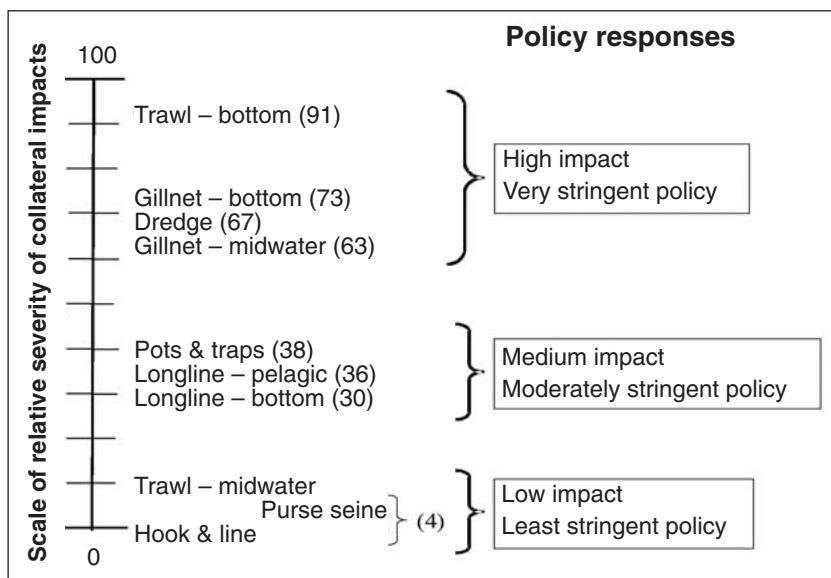 Policy responses
Scale of relative severity of collateral impacts
100
Trawl – bottom (91)
Gillnet – bottom (73)
Dredge (67)
Gillnet – midwater (63)
High impact
Very stringent policy
Pots & traps (38)
Longline – pelagic (36)
Longline – bottom (30)
Medium impact
Moderately stringent policy
Trawl – midwater
Purse seine
(4)
Hook & line
Low impact
Least stringent policy
0